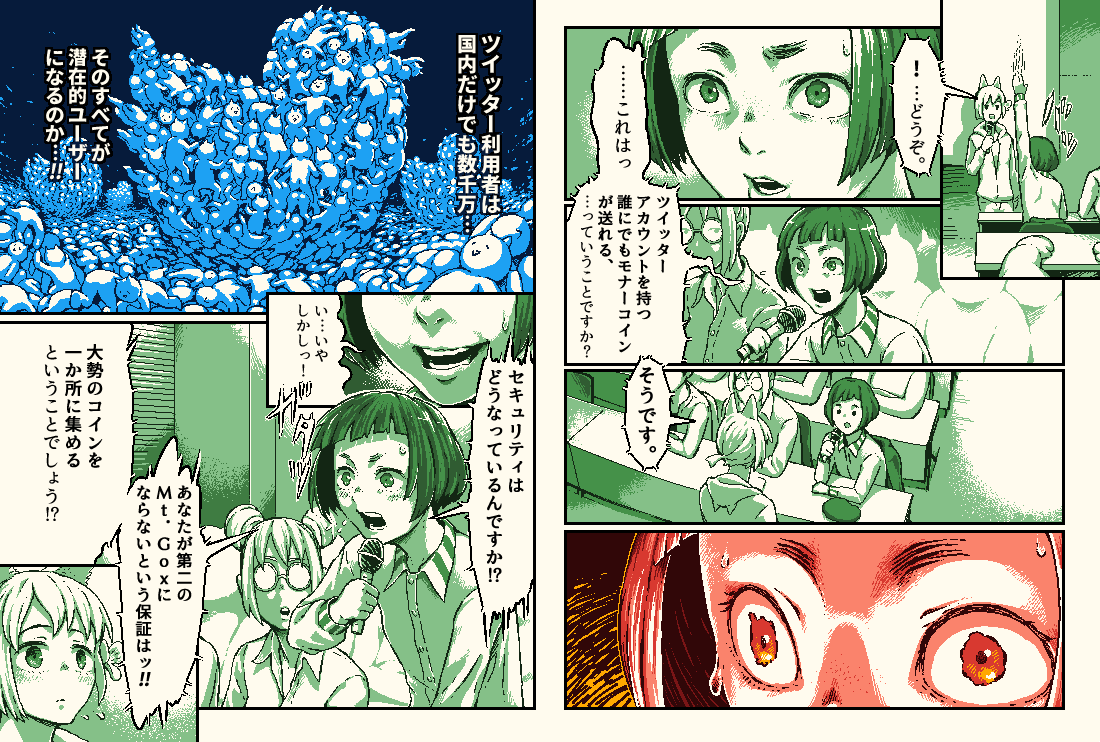 ！…どうぞ。
……これはっ
ツイッター
アカウントを持つ
誰にでもモナーコイン
が送れる、
…っていうことですか？
そうです。
ツイッター利用者は
国内だけでも数千万…
そのすべてが
潜在的ユーザー
になるのか…!!
い…いや
しかしっ！
セキュリティは
どうなっているんですか!?
ガタ
大勢のコインを
一か所に集める
ということでしょう!?
あなたが第二の
Mt.Goxに
ならないという保証はッ!!